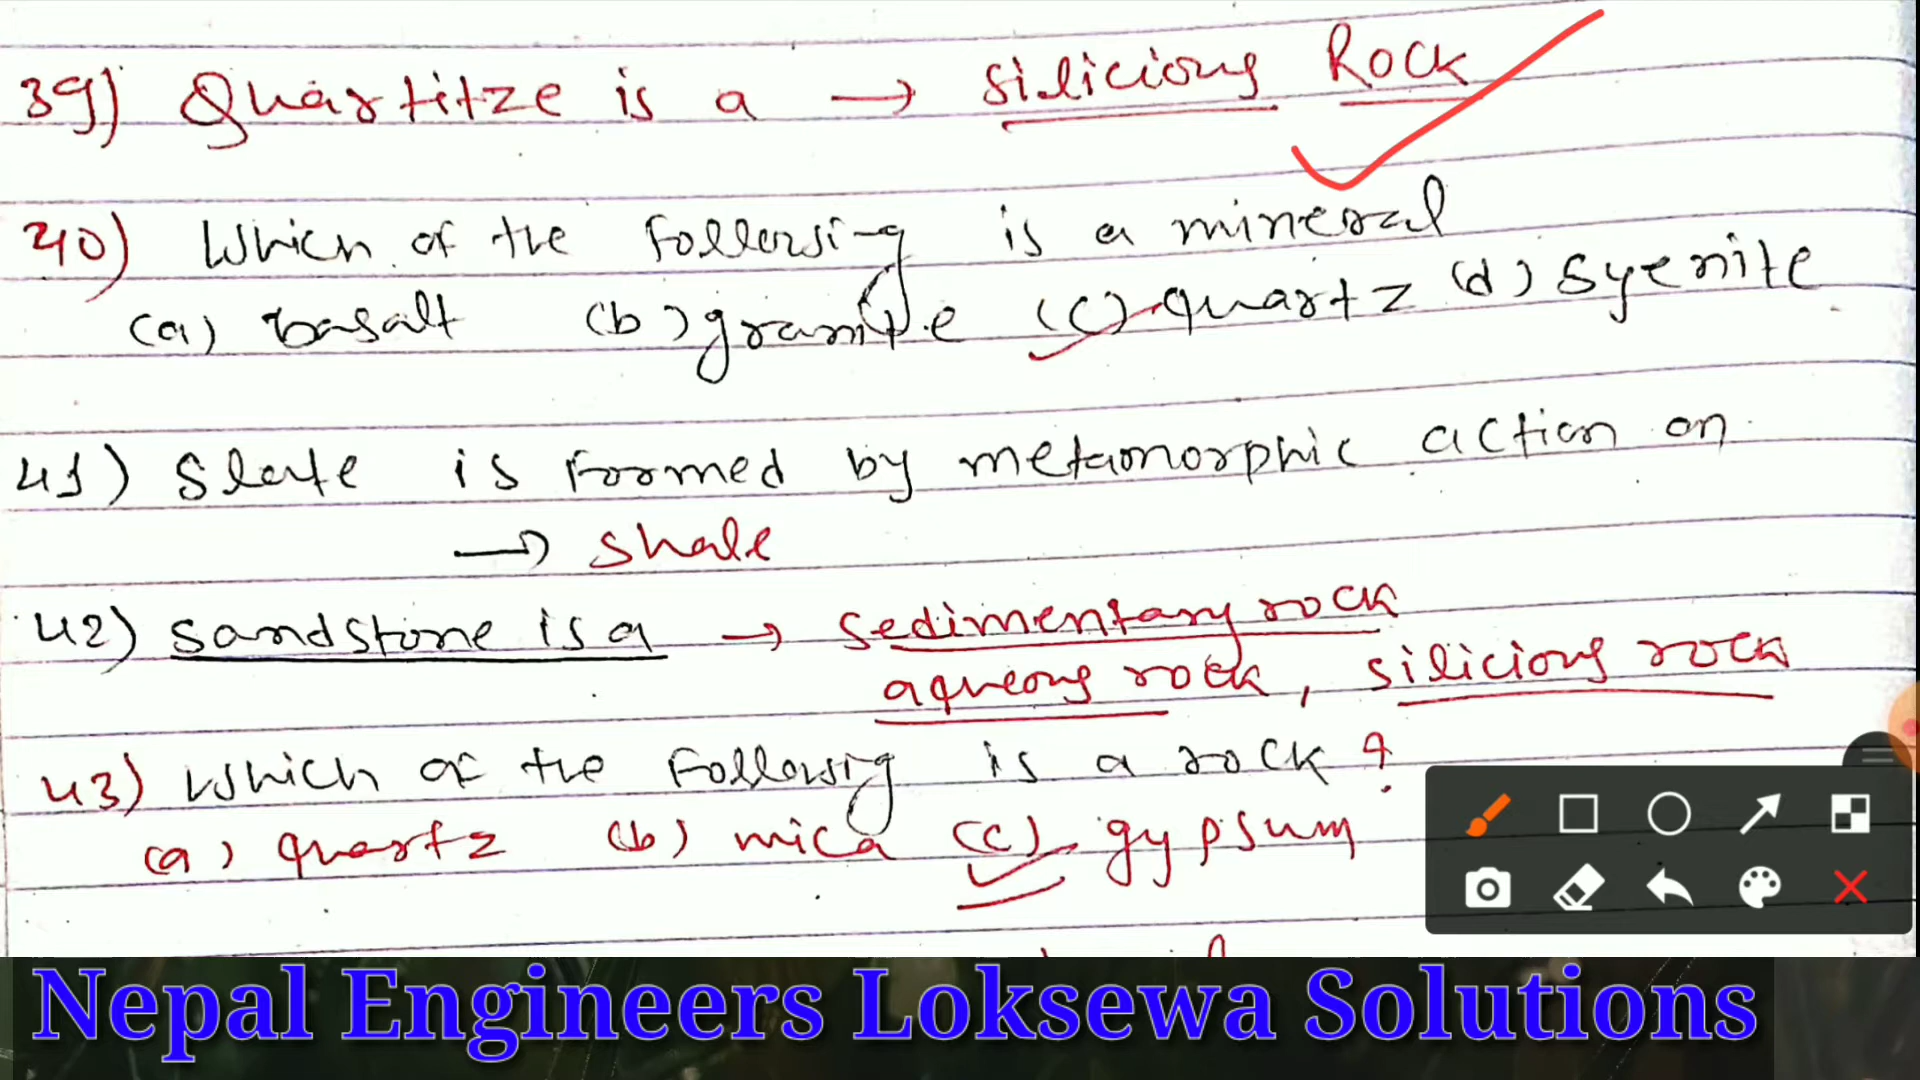 39) Quartitze is a → silicious Rock
40) Which of the following is a mineral
(a) basalt (b) granite (c) quartz (d) syenite
41) Slate is formed by metamorphic action on
→ shale
42) sandstone is a → sedimentary rock
aqueous rock, silicious rock
43) which of the following is a rock ?
(a) quartz (b) mica (c) gypsum
Nepal Engineers Loksewa Solutions